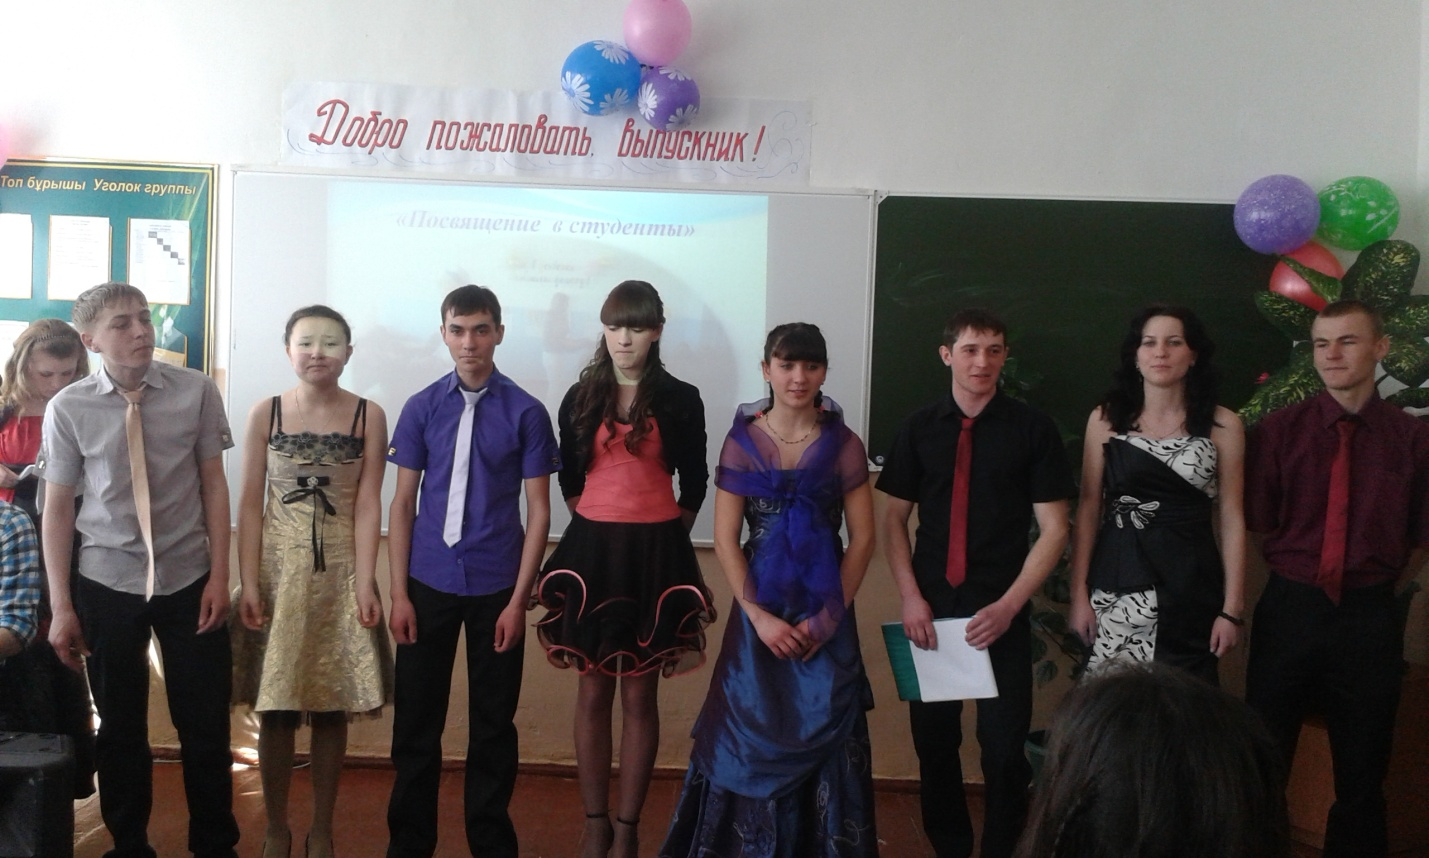 Добро пожаловать, выпускник!
Топ бұрышы Уголок группы
«Посвящение в студенты»